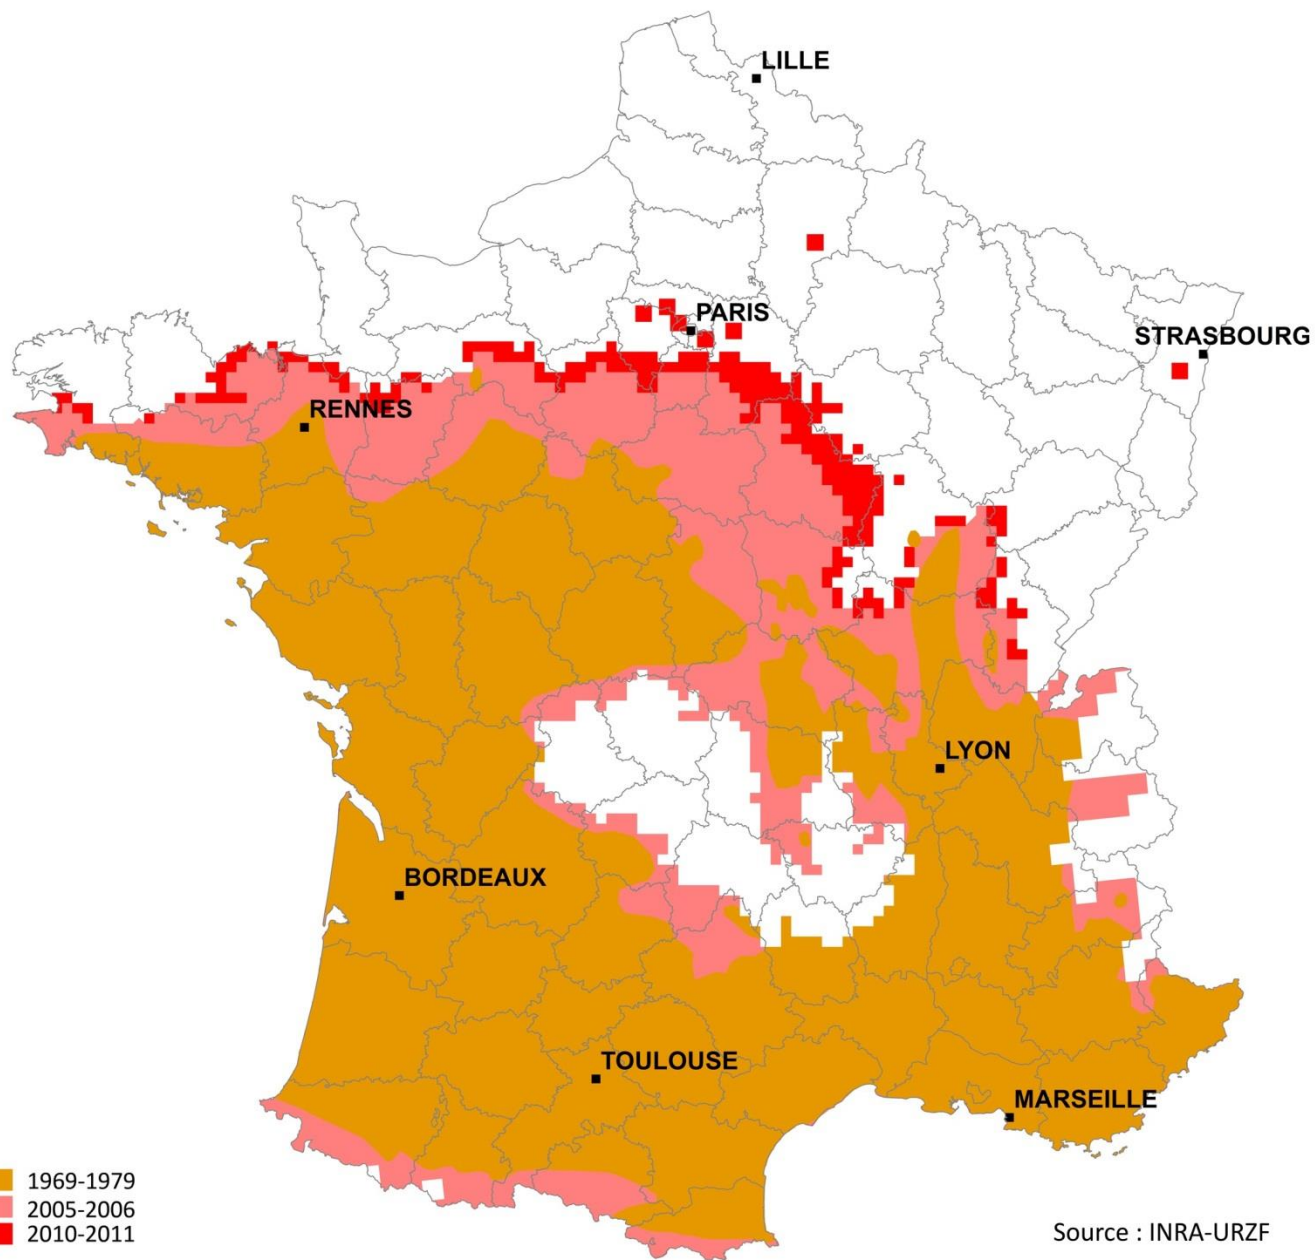 LILLE
PARIS
STRASBOURG
RENNES
LYON
BORDEAUX
TOULOUSE
MARSEILLE
1969-1979
2005-2006
2010-2011
Source : INRA-URZF